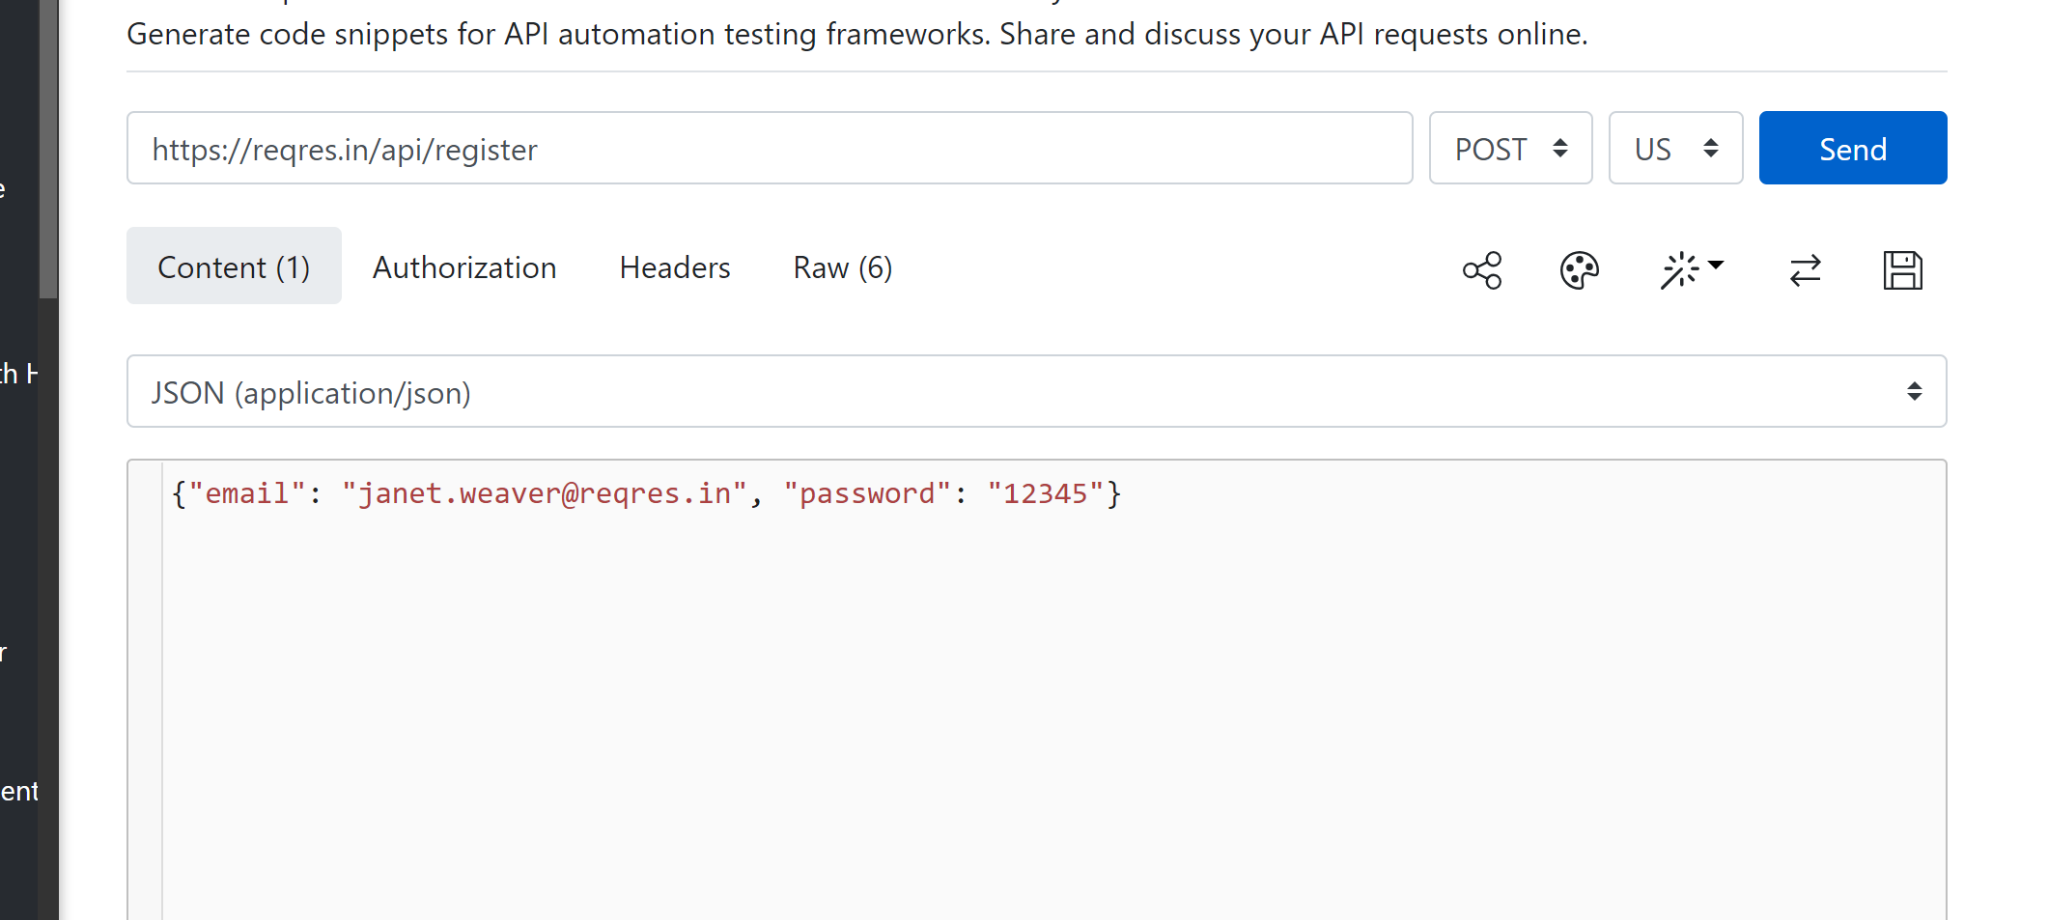 Generate code snippets for API automation testing frameworks. Share and discuss your API requests online.
https://reqres.in/api/register POST US Send
Content (1) Authorization Headers Raw (6)
JSON (application/json)
{"email": "janet.weaver@reqres.in", "password": "12345"}